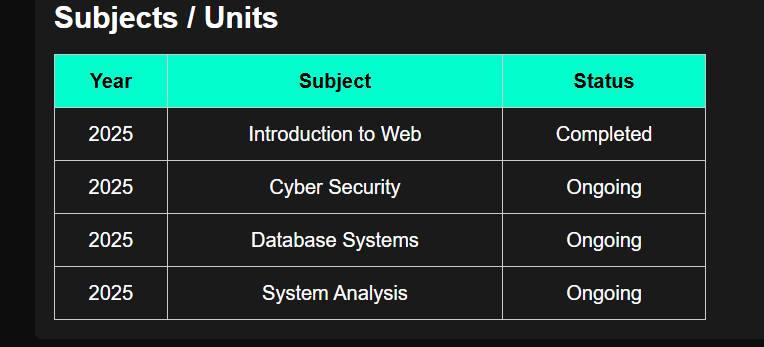 Subjects / Units
Year Subject Status
2025 Introduction to Web Completed
2025 Cyber Security Ongoing
2025 Database Systems Ongoing
2025 System Analysis Ongoing